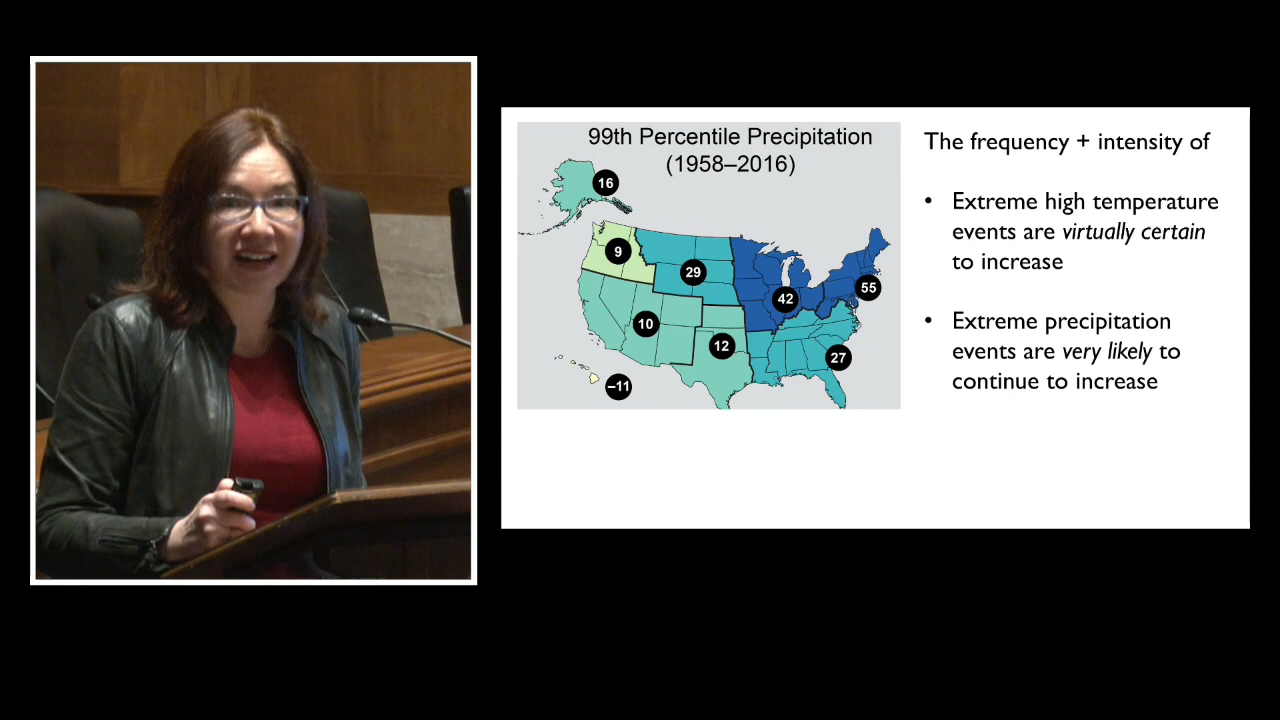 99th Percentile Precipitation
(1958–2016)
16
9
29
42
55
10
12
27
–11
The frequency + intensity of
• Extreme high temperature
events are virtually certain
to increase
• Extreme precipitation
events are very likely to
continue to increase